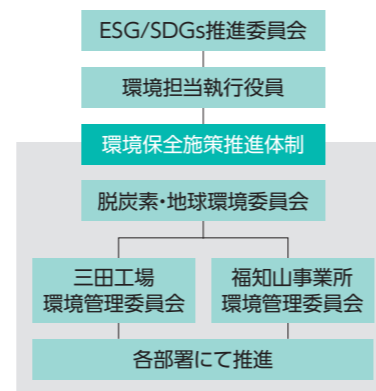 ESG/SDGs推進委員会
環境担当執行役員
環境保全施策推進体制
脱炭素・地球環境委員会
三田工場
環境管理委員会
福知山事業所
環境管理委員会
各部署にて推進